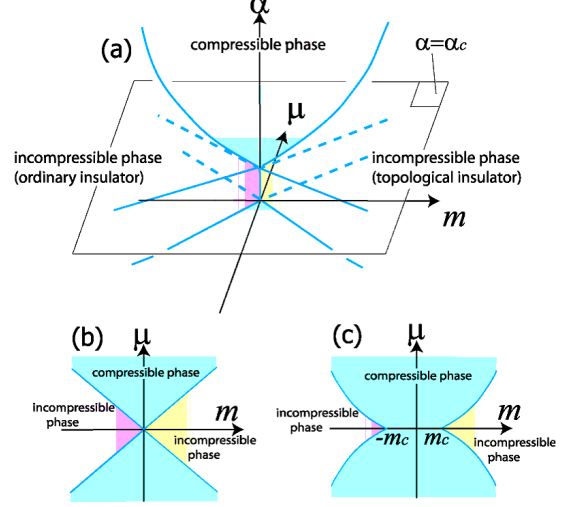 α
(a)
compressible phase
α=αc
μ
incompressible phase
(ordinary insulator)
incompressible phase
(topological insulator)
m
(b)
μ
compressible phase
incompressible
phase
m
incompressible
phase
(c)
μ
compressible phase
incompressible
phase
m
-mc
mc
incompressible
phase